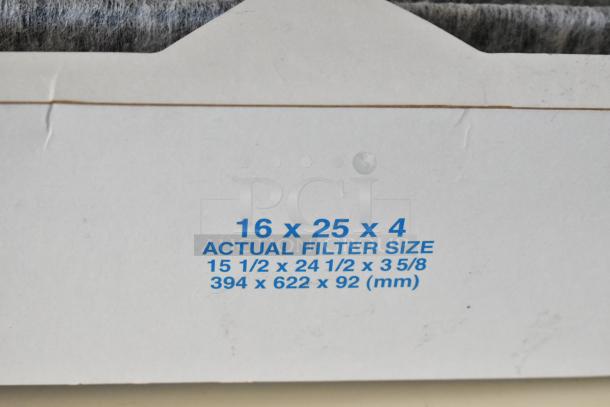 PCI
16 x 25 x 4
ACTUAL FILTER SIZE
15 1/2 x 24 1/2 x 3 5/8
394 x 622 x 92 (mm)